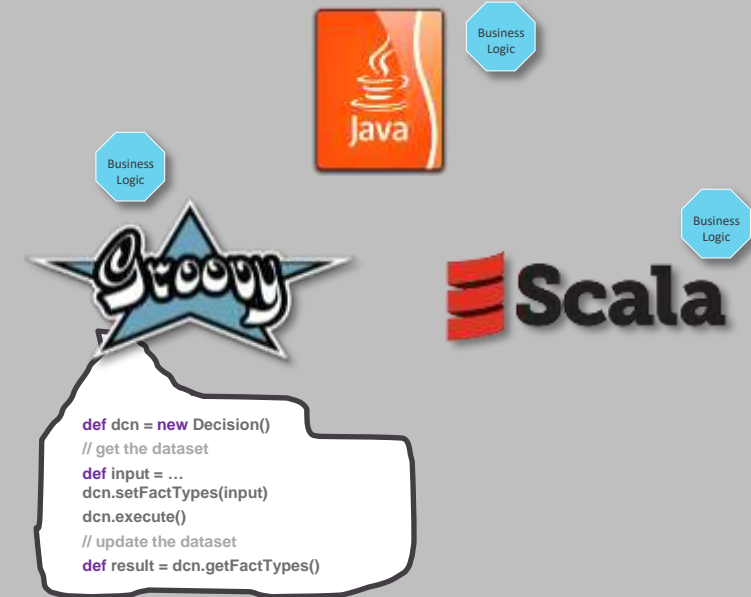 Business
Logic
Java
Business
Logic
Groovy
Business
Logic
Scala
def dcn = new Decision()
// get the dataset
def input = …
dcn.setFactTypes(input)
dcn.execute()
// update the dataset
def result = dcn.getFactTypes()